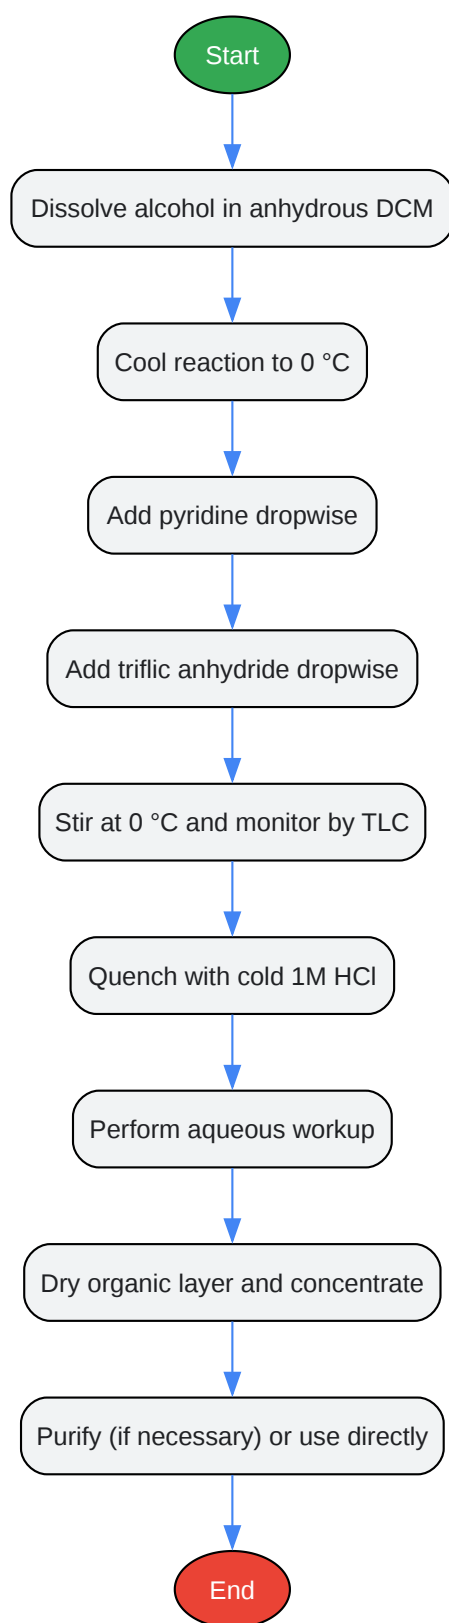 Start
Dissolve alcohol in anhydrous DCM
Cool reaction to 0 °C
Add pyridine dropwise
Add triflic anhydride dropwise
Stir at 0 °C and monitor by TLC
Quench with cold 1M HCl
Perform aqueous workup
Dry organic layer and concentrate
Purify (if necessary) or use directly
End